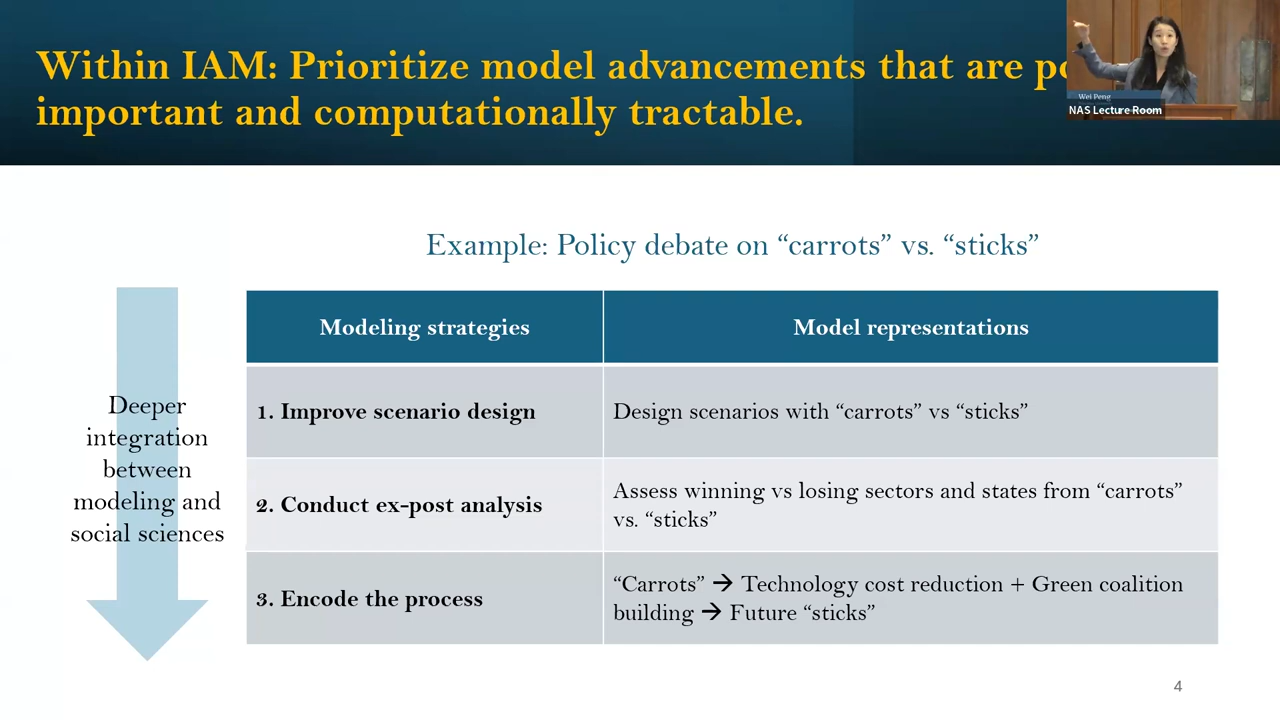 Within IAM: Prioritize model advancements that are
important and computationally tractable.
Wei Peng
NAS Lecture Room
Example: Policy debate on “carrots” vs. “sticks”
Deeper
integration
between
modeling and
social sciences
Modeling strategies
Model representations
1. Improve scenario design
Design scenarios with “carrots” vs “sticks”
2. Conduct ex-post analysis
Assess winning vs losing sectors and states from “carrots”
vs. “sticks”
3. Encode the process
“Carrots” → Technology cost reduction + Green coalition
building → Future “sticks”
4